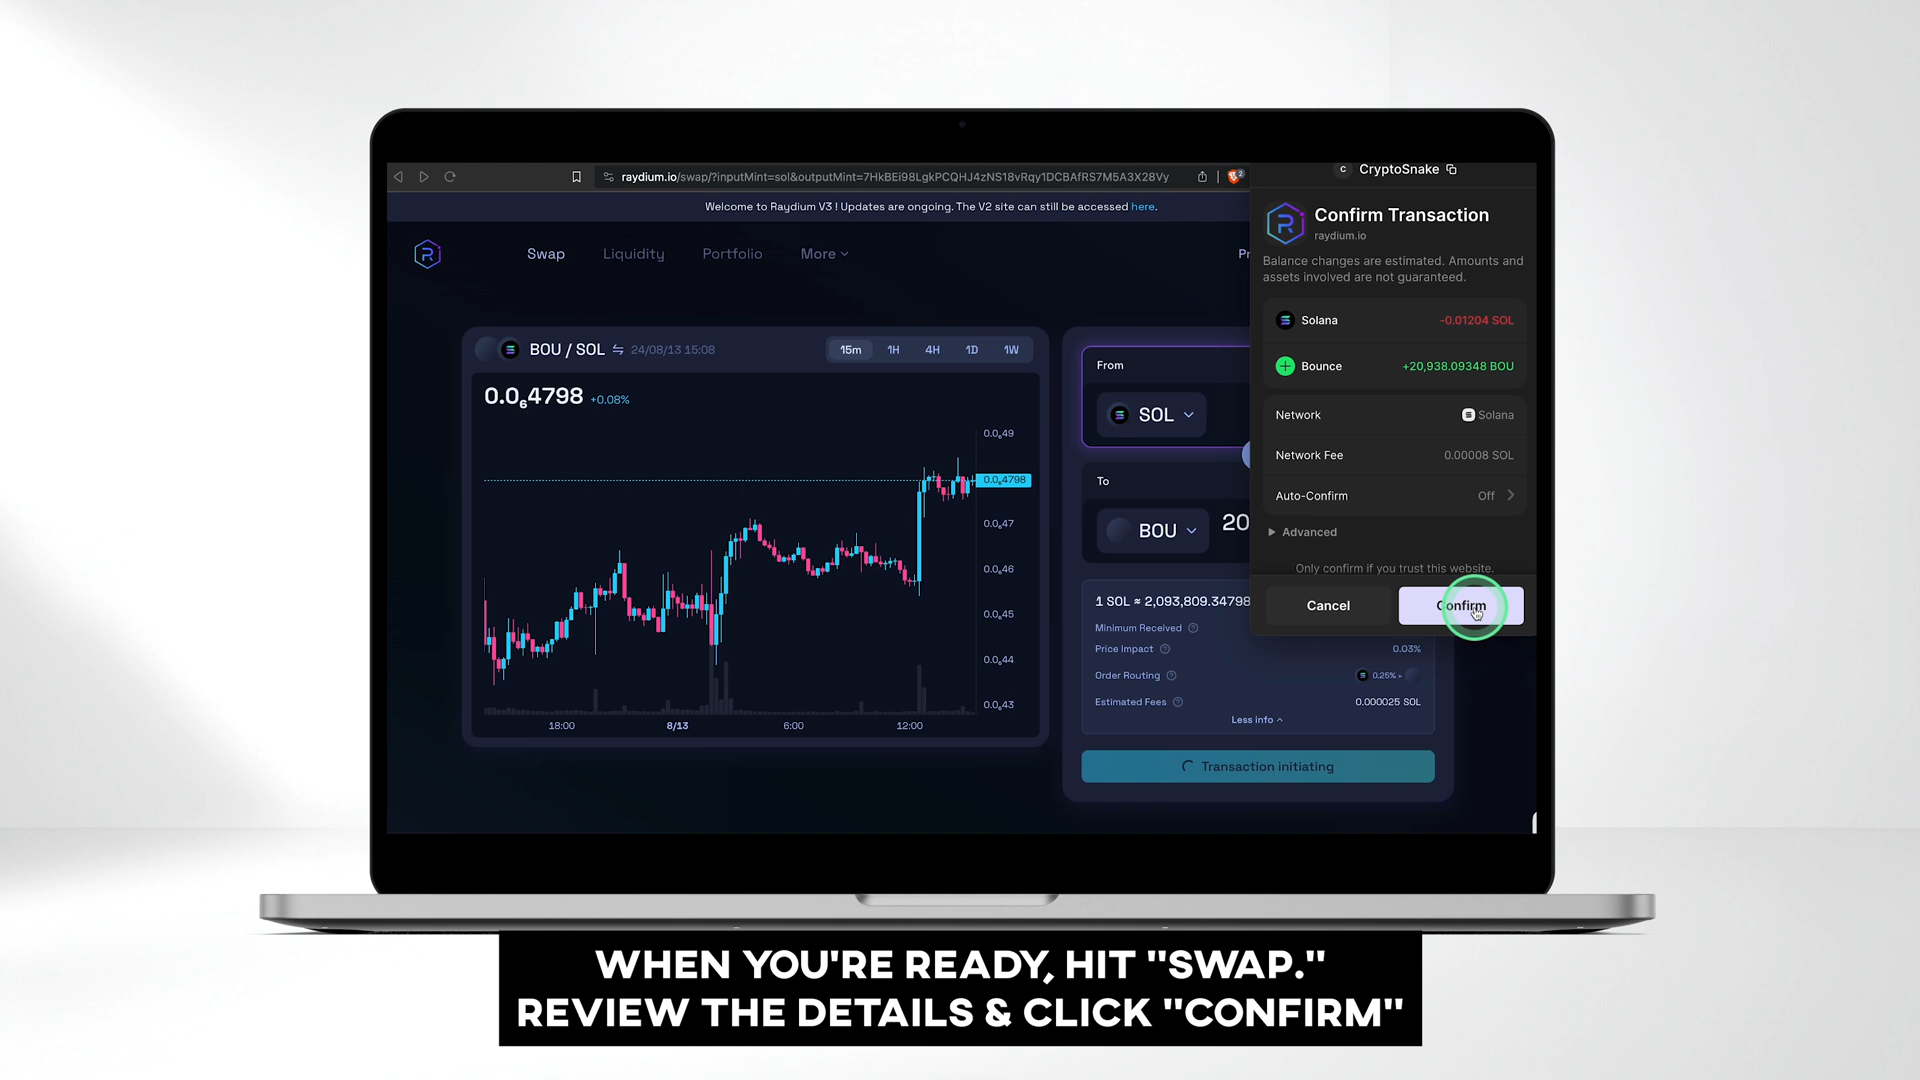 raydium.io/swap/?inputMint=sol&outputMint=7HkBEi98LgkPCQHJ4zNS18vRqy1DCBAfRS7M5A3X28Vy
2
C CryptoSnake
Welcome to Raydium V3 ! Updates are ongoing. The V2 site can still be accessed here.
Swap
Liquidity
Portfolio
More
Pr
Confirm Transaction
raydium.io
Balance changes are estimated. Amounts and
assets involved are not guaranteed.
Solana -0.01204 SOL
Bounce +20,938.09348 BOU
Network Solana
Network Fee 0.00008 SOL
Auto-Confirm Off
Advanced
Only confirm if you trust this website.
Cancel
Confirm
BOU / SOL 24/08/13 15:08
15m 1H 4H 1D 1W
0.0₆4798 +0.08%
0.0₆49
0.0₆4798
0.0₆47
0.0₆46
0.0₆45
0.0₆44
0.0₆43
18:00 8/13 6:00 12:00
From
SOL
To
BOU 20
1 SOL ≈ 2,093,809.34798
Minimum Received
Price Impact 0.03%
Order Routing 0.25%
Estimated Fees 0.000025 SOL
Less info
Transaction initiating
WHEN YOU'RE READY, HIT "SWAP."
REVIEW THE DETAILS & CLICK "CONFIRM"